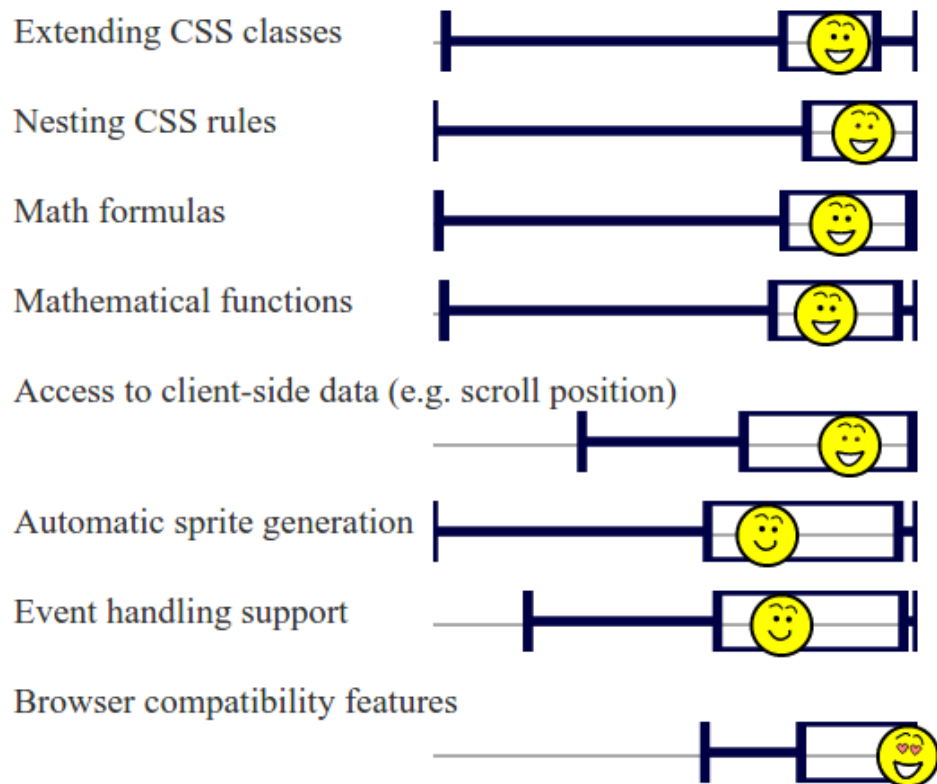 Extending CSS classes
Nesting CSS rules
Math formulas
Mathematical functions
Access to client-side data (e.g. scroll position)
Automatic sprite generation
Event handling support
Browser compatibility features